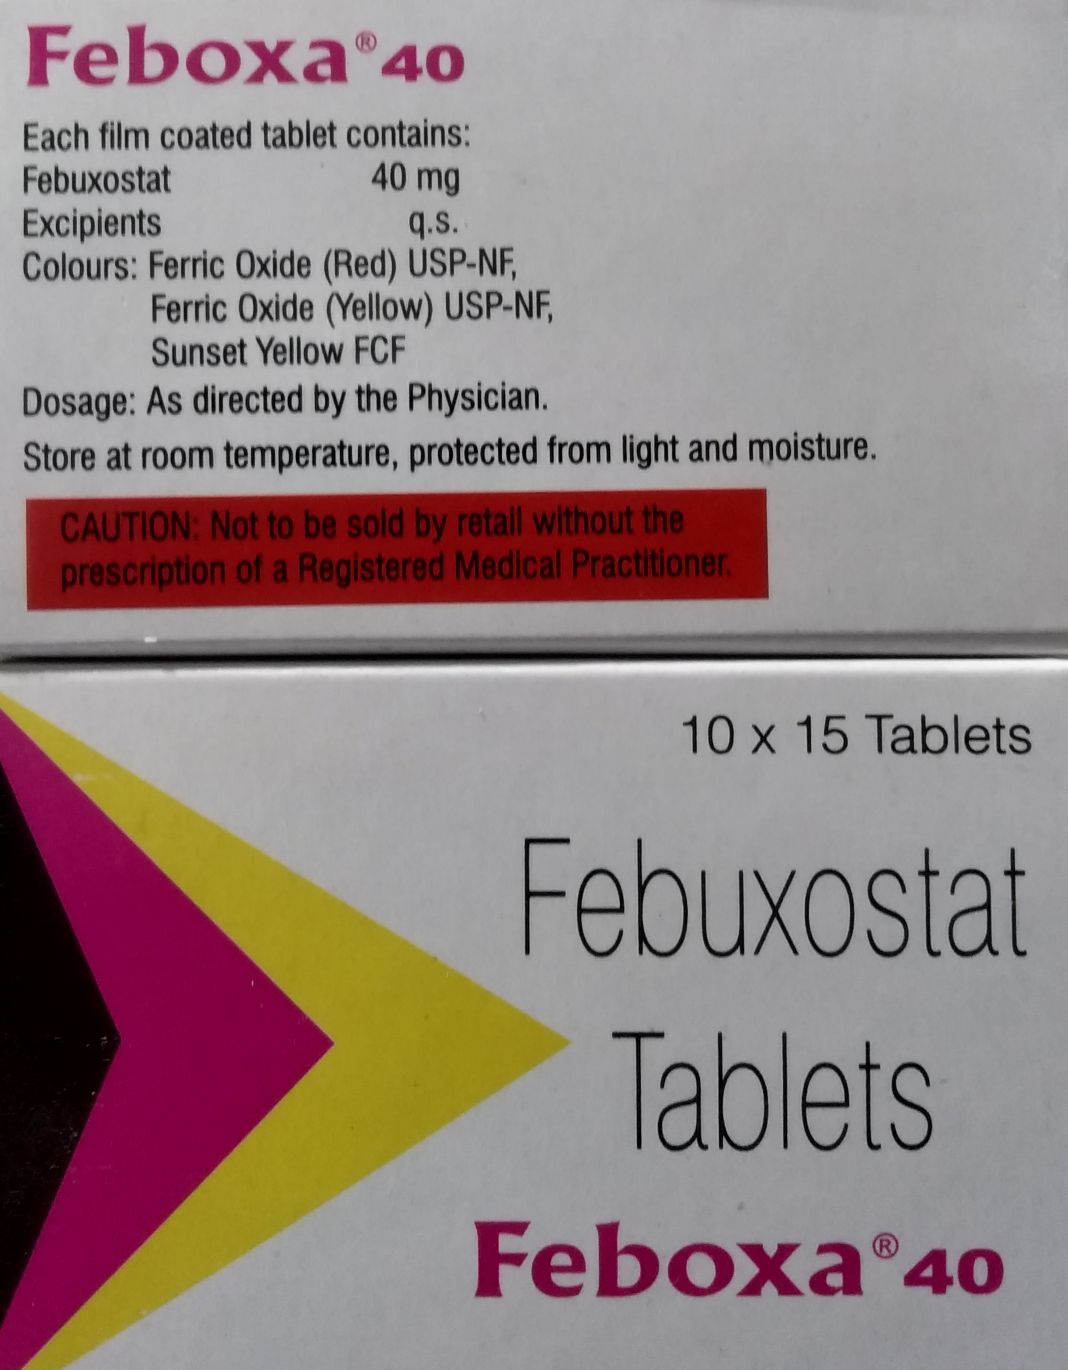 Feboxa® 40
Each film coated tablet contains:
Febuxostat 40 mg
Excipients q.s.
Colours: Ferric Oxide (Red) USP-NF,
Ferric Oxide (Yellow) USP-NF,
Sunset Yellow FCF
Dosage: As directed by the Physician.
Store at room temperature, protected from light and moisture.
CAUTION: Not to be sold by retail without the
prescription of a Registered Medical Practitioner.
10 x 15 Tablets
Febuxostat
Tablets
Feboxa® 40